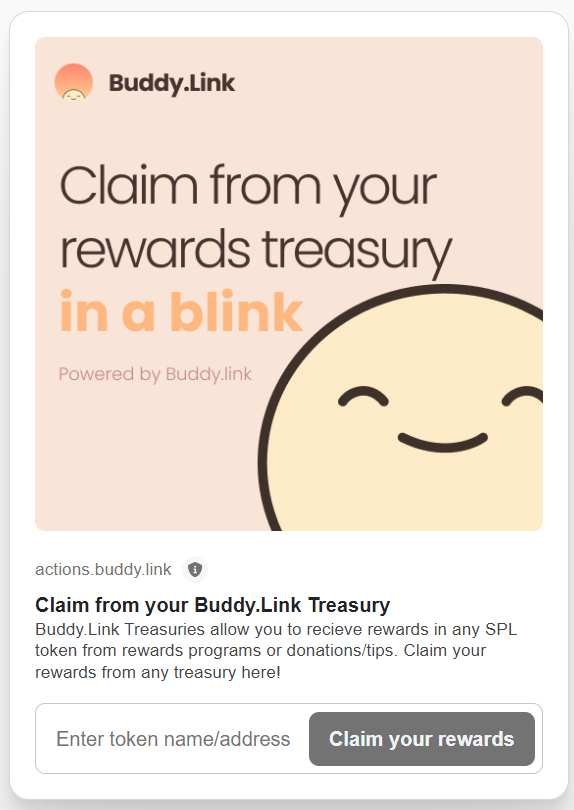 Buddy.Link
Claim from your
rewards treasury
in a blink
Powered by Buddy.link
actions.buddy.link
Claim from your Buddy.Link Treasury
Buddy.Link Treasuries allow you to recieve rewards in any SPL
token from rewards programs or donations/tips. Claim your
rewards from any treasury here!
Enter token name/address
Claim your rewards